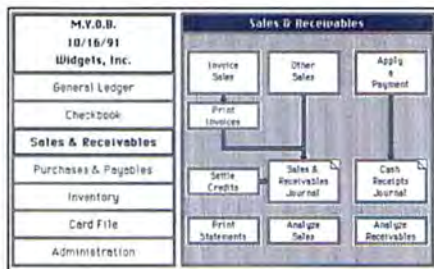 M.Y.O.B.
10/16/91
Widgets, Inc.
General Ledger
Checkbook
Sales & Receivables
Purchases & Payables
Inventory
Card File
Administration
Sales & Receivables
Invoice
Sales
Other
Sales
Apply
a
Payment
Print
Invoices
Settle
Credits
Sales &
Receivables
Journal
Cash
Receipts
Journal
Print
Statements
Analyze
Sales
Analyze
Receivables